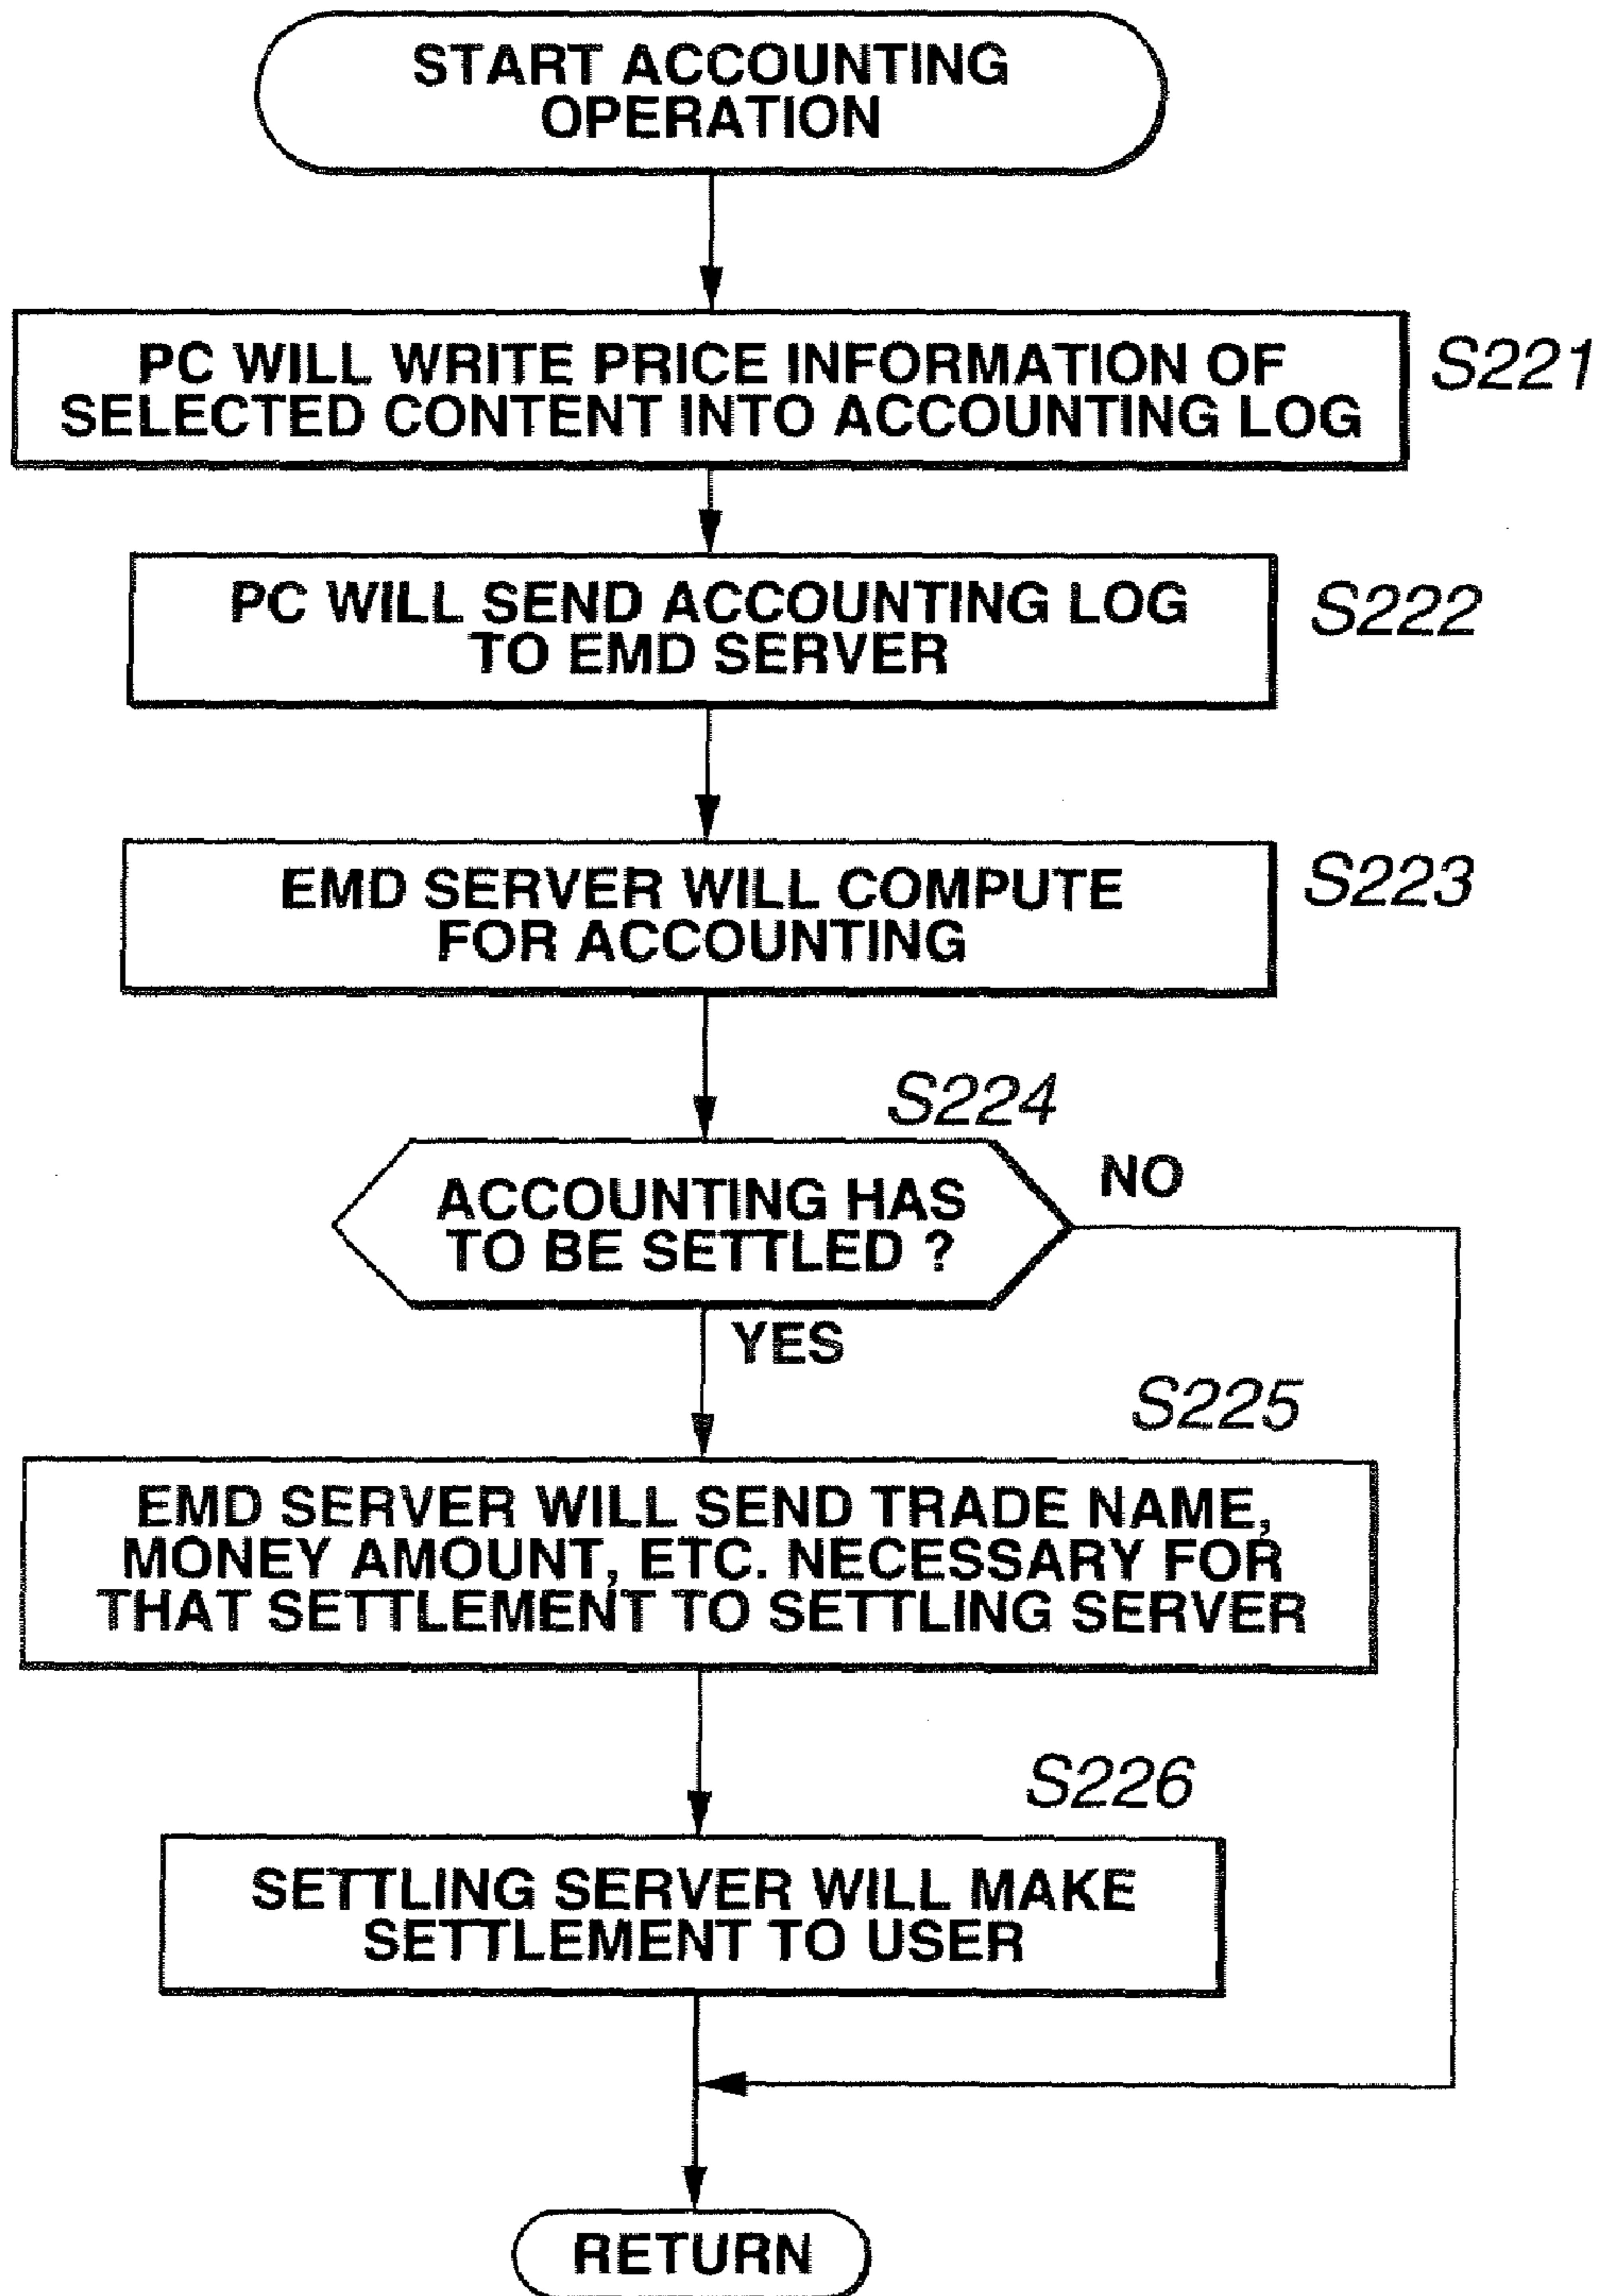 START ACCOUNTING
OPERATION
PC WILL WRITE PRICE INFORMATION OF
SELECTED CONTENT INTO ACCOUNTING LOG
S221
PC WILL SEND ACCOUNTING LOG
TO EMD SERVER
S222
EMD SERVER WILL COMPUTE
FOR ACCOUNTING
S223
S224
ACCOUNTING HAS
TO BE SETTLED ?
NO
YES
S225
EMD SERVER WILL SEND TRADE NAME,
MONEY AMOUNT, ETC. NECESSARY FOR
THAT SETTLEMENT TO SETTLING SERVER
S226
SETTLING SERVER WILL MAKE
SETTLEMENT TO USER
RETURN